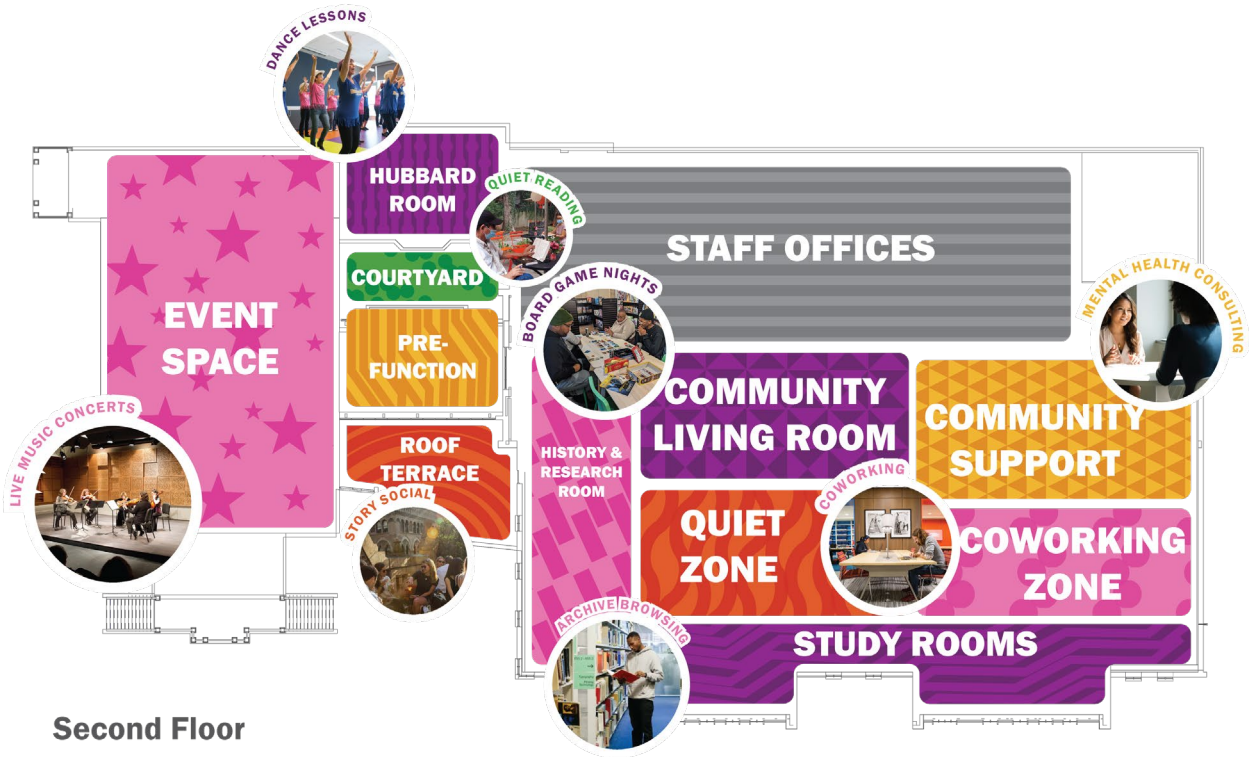 DANCE LESSONS
HUBBARD
ROOM
QUIET READING
STAFF OFFICES
COURTYARD
BOARD GAME NIGHTS
MENTAL HEALTH CONSULTING
EVENT
SPACE
PRE-
FUNCTION
COMMUNITY
LIVING ROOM
COMMUNITY
SUPPORT
LIVE MUSIC CONCERTS
ROOF
TERRACE
HISTORY &
RESEARCH
ROOM
STORY SOCIAL
COWORKING
QUIET
ZONE
COWORKING
ZONE
ARCHIVE BROWSING
STUDY ROOMS
Second Floor